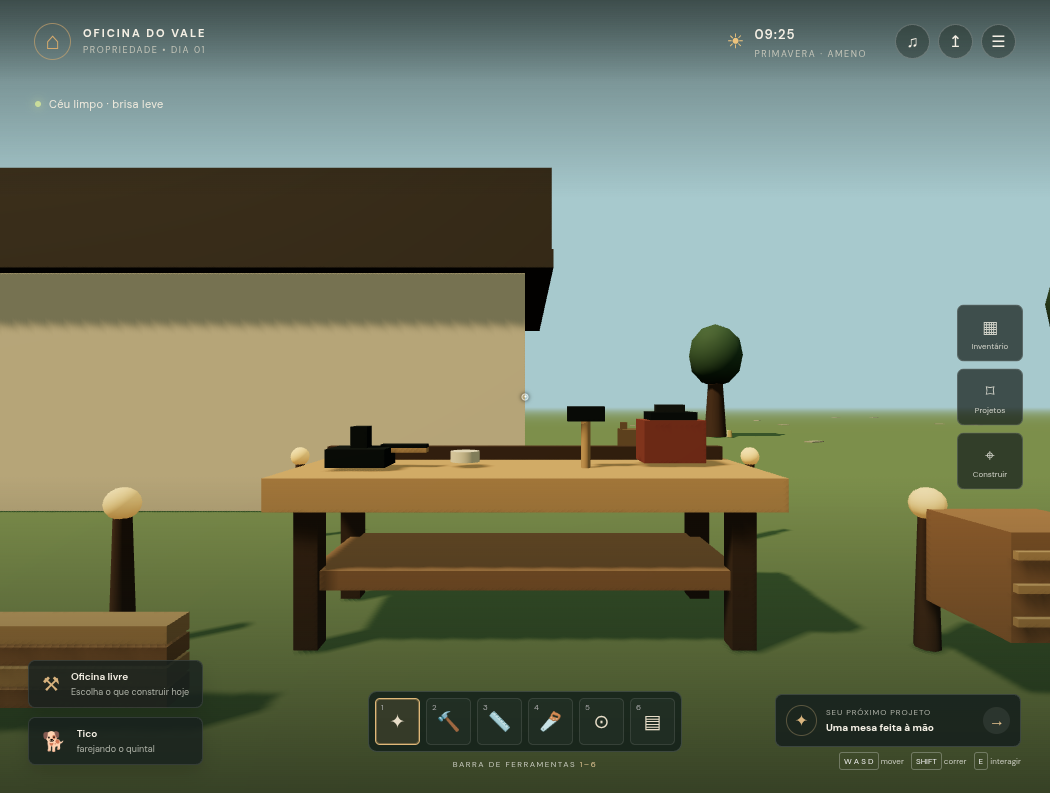 OFICINA DO VALE
PROPRIEDADE • DIA 01
09:25
PRIMAVERA · AMENO
Céu limpo · brisa leve
Inventário
Projetos
Construir
Oficina livre
Escolha o que construir hoje
Tico
farejando o quintal
1 2 3 4 5 6
BARRA DE FERRAMENTAS 1–6
SEU PRÓXIMO PROJETO
Uma mesa feita à mão
W A S D mover SHIFT correr E interagir